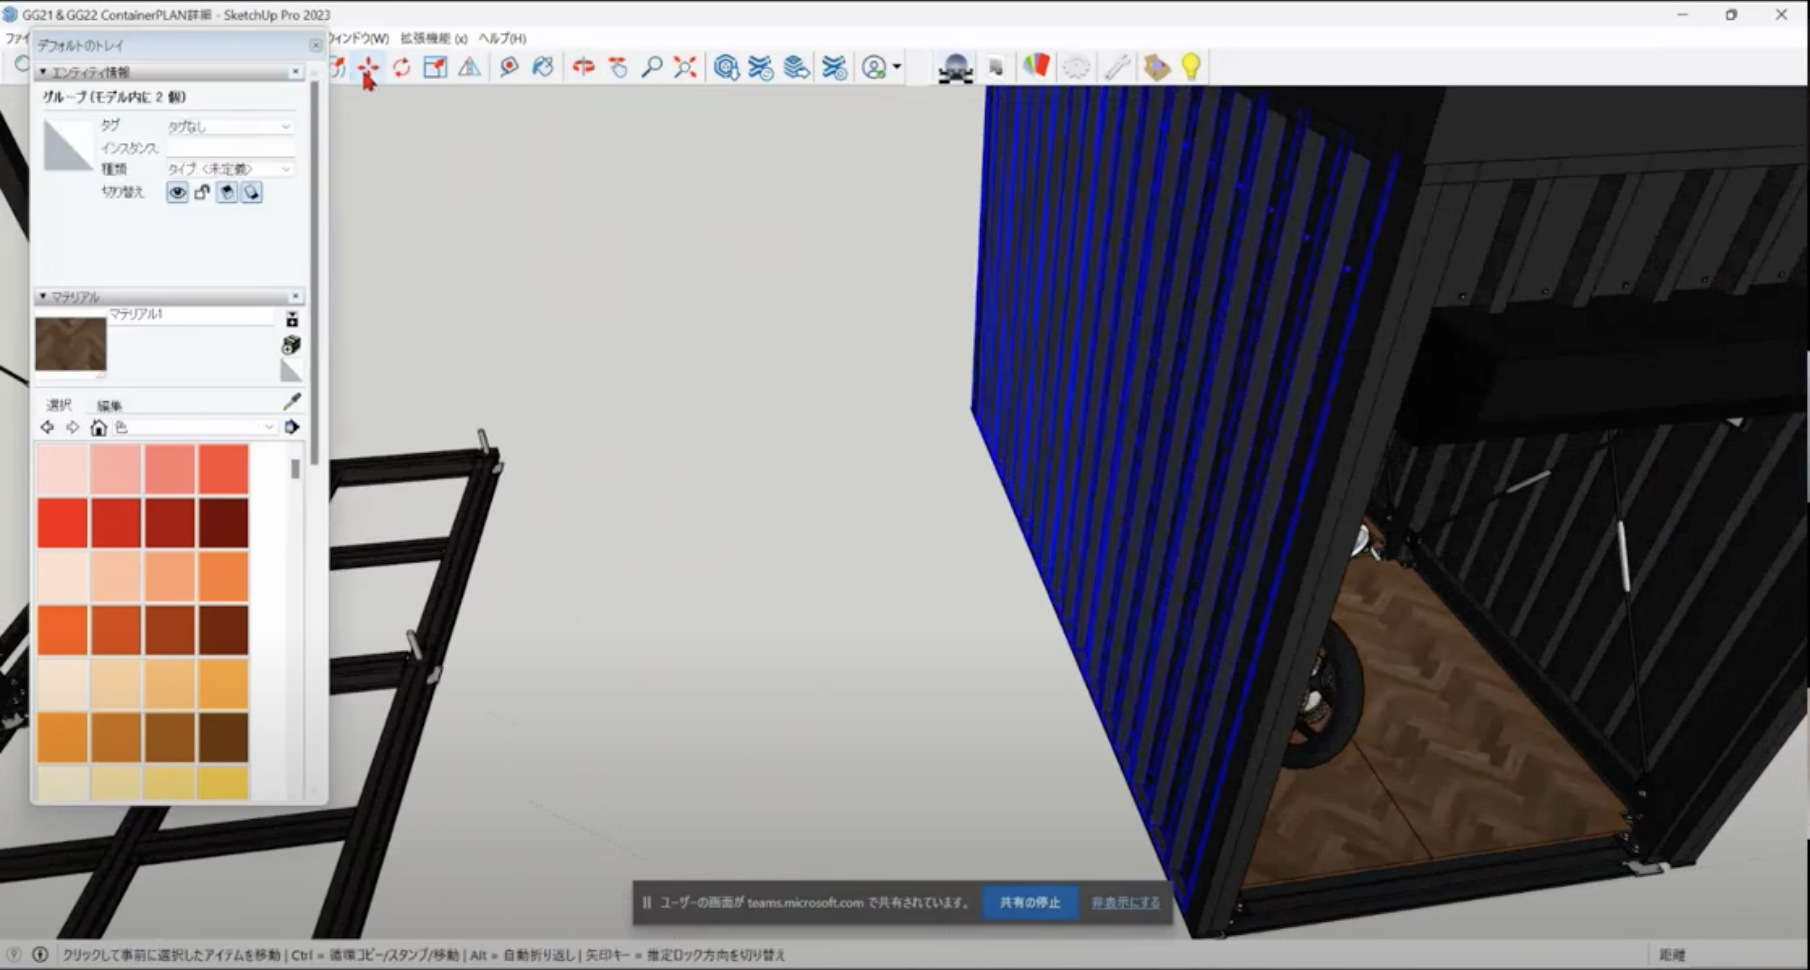 GG21&GG22 ContainerPLAN詳細 - SketchUp Pro 2023
ファイ
ィンドウ(W) 拡張機能 (x) ヘルプ(H)
デフォルトのトレイ
エンティティ情報
グループ (モデル内に 2 個)
タグ タグなし
インスタンス
種類 タイプ: <未定義>
切り替え
マテリアル
マテリアル1
選択 編集
色
ユーザーの画面が teams.microsoft.com で共有されています。 共有の停止 非表示にする
クリックして事前に選択したアイテムを移動 | Ctrl = 循環コピー/スタンプ/移動 | Alt = 自動折り返し | 矢印キー = 推定ロック方向を切り替え
距離